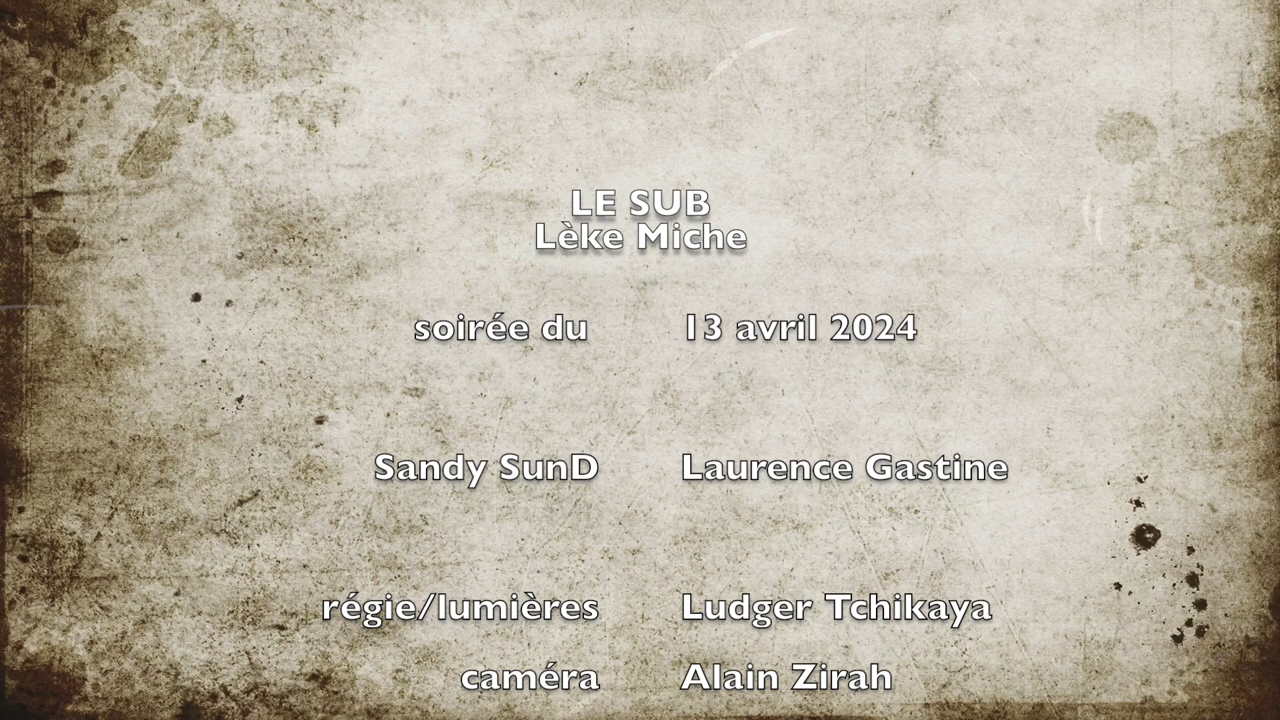 LE SUB
Lèke Miche
soirée du 13 avril 2024
Sandy SunD Laurence Gastine
régie/lumières Ludger Tchikaya
caméra Alain Zirah